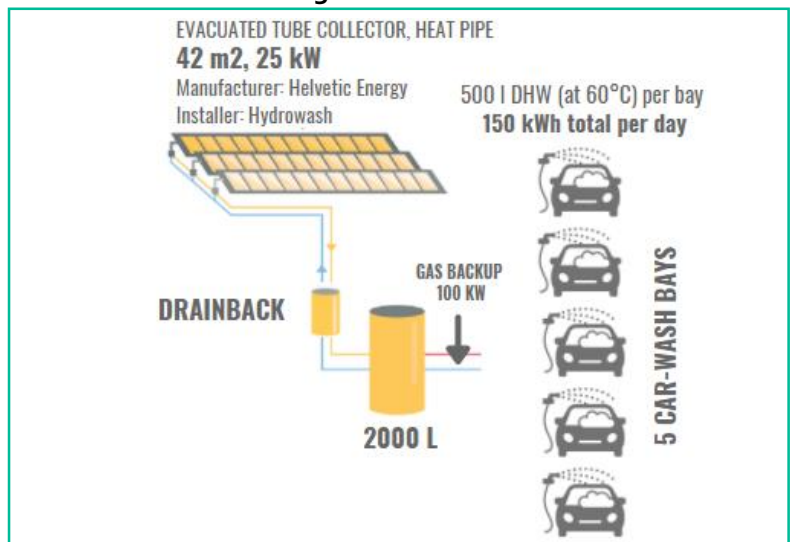 EVACUATED TUBE COLLECTOR, HEAT PIPE
42 m2, 25 kW
Manufacturer: Helvetic Energy
Installer: Hydrowash
500 l DHW (at 60°C) per bay
150 kWh total per day
GAS BACKUP
100 KW
DRAINBACK
2000 L
5 CAR-WASH BAYS